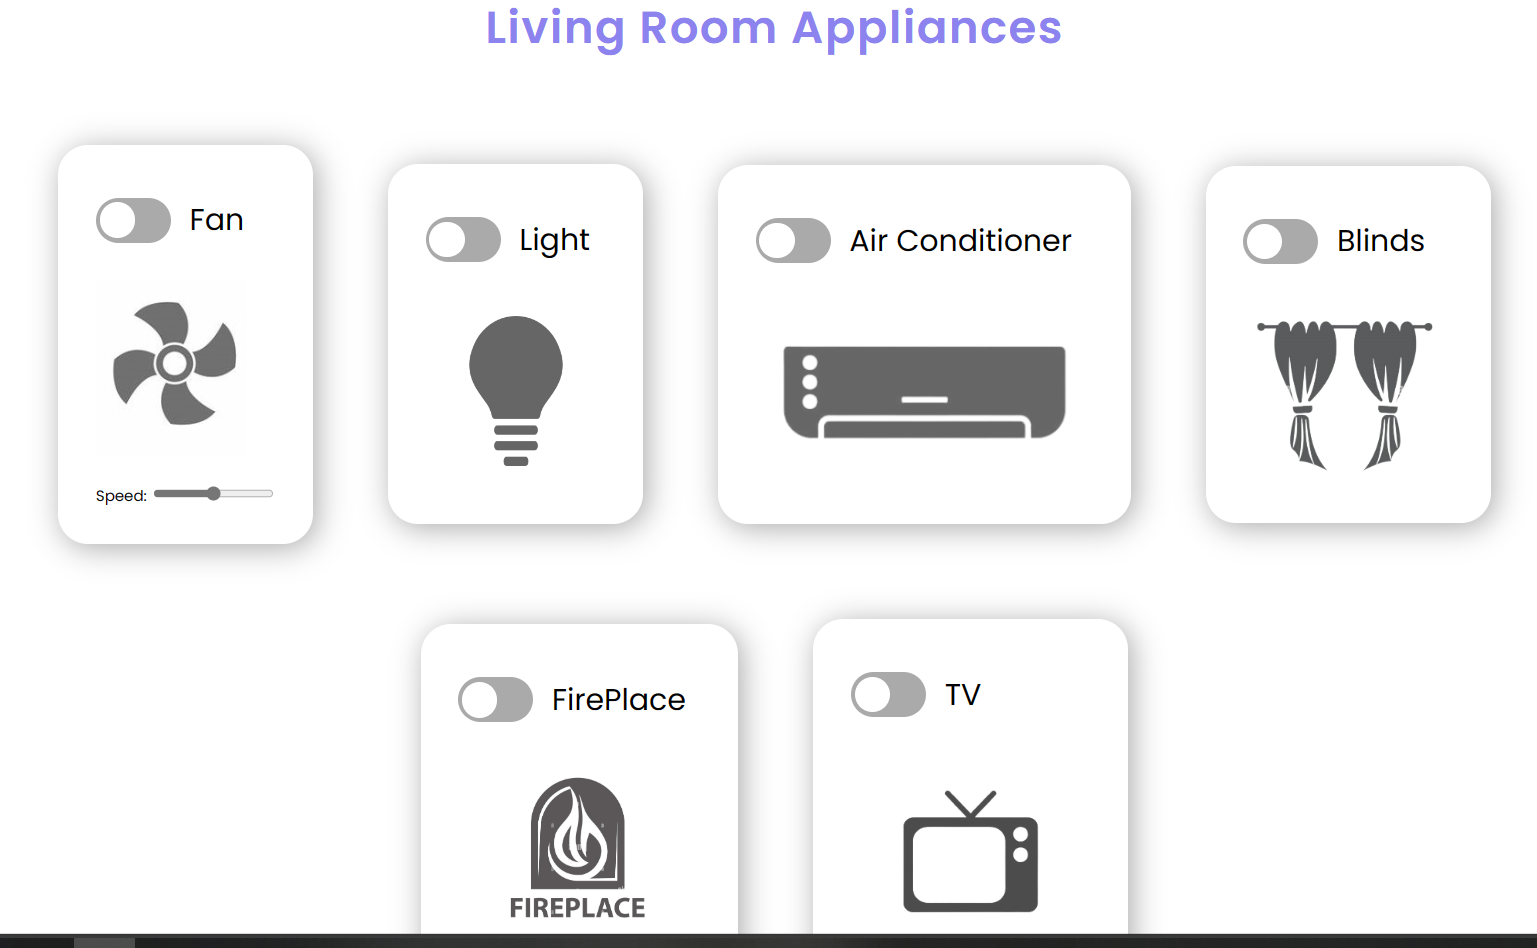 Living Room Appliances
Fan
Light
Air Conditioner
Blinds
Speed:
FirePlace
TV
FIREPLACE